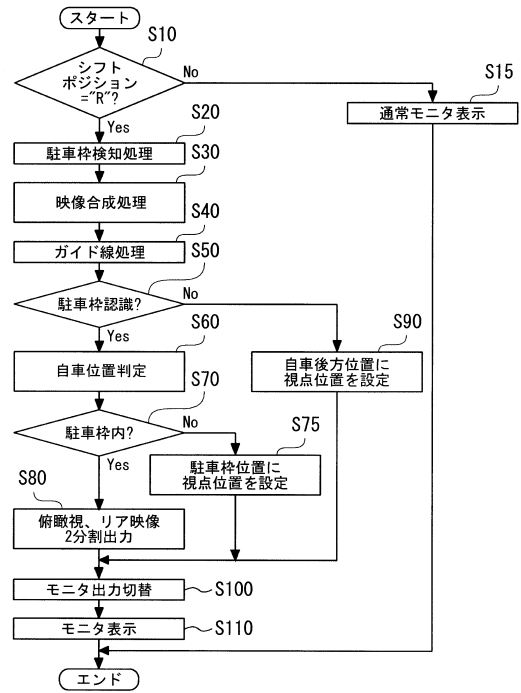 スタート
S10
シフト
ポジション
="R"?
No
Yes
S15
通常モニタ表示
S20
駐車枠検知処理
S30
映像合成処理
S40
ガイド線処理
S50
駐車枠認識?
No
Yes
S60
自車位置判定
S90
自車後方位置に
視点位置を設定
S70
駐車枠内?
No
Yes
S75
駐車枠位置に
視点位置を設定
S80
俯瞰視、リア映像
2分割出力
モニタ出力切替
S100
モニタ表示
S110
エンド